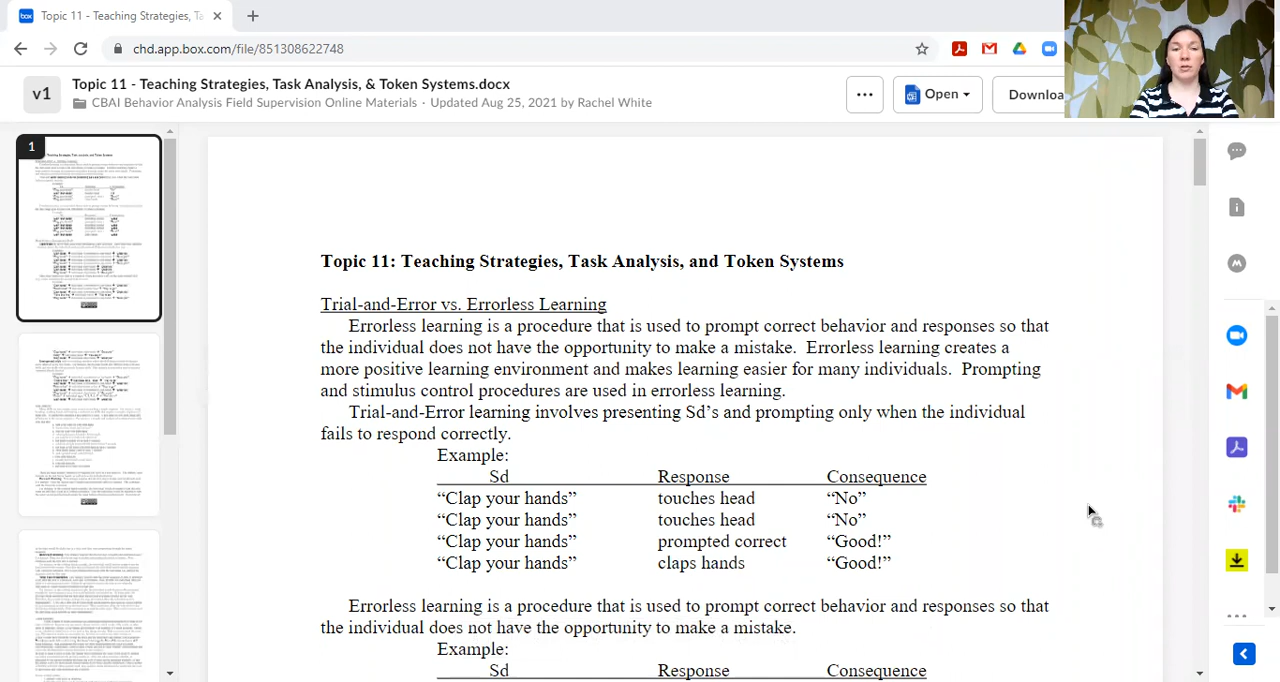 box Topic 11 - Teaching Strategies, Ta
chd.app.box.com/file/851308622748
v1
Topic 11 - Teaching Strategies, Task Analysis, & Token Systems.docx
CBAI Behavior Analysis Field Supervision Online Materials · Updated Aug 25, 2021 by Rachel White
Open
Downloa
1
Topic 11: Teaching Strategies, Task Analysis, and Token Systems
Trial-and-Error vs. Errorless Learning
Errorless learning is a procedure that is used to prompt correct behavior and responses so that
the individual does not have the opportunity to make a mistake. Errorless learning creates a
more positive learning environment and makes learning easier for many individuals. Prompting
and stimulus control procedures are used in errorless learning.
Trial-and-Error learning involves presenting Sd's and prompting only when the individual
fails to respond correctly.
Example:
Sd Response Consequence
"Clap your hands" touches head "No"
"Clap your hands" touches head "No"
"Clap your hands" prompted correct "Good!"
"Clap your hands" claps hands "Good!"
Errorless learning is a procedure that is used to prompt correct behavior and responses so that
the individual does not have the opportunity to make a mistake.
Example:
Sd Response Consequence